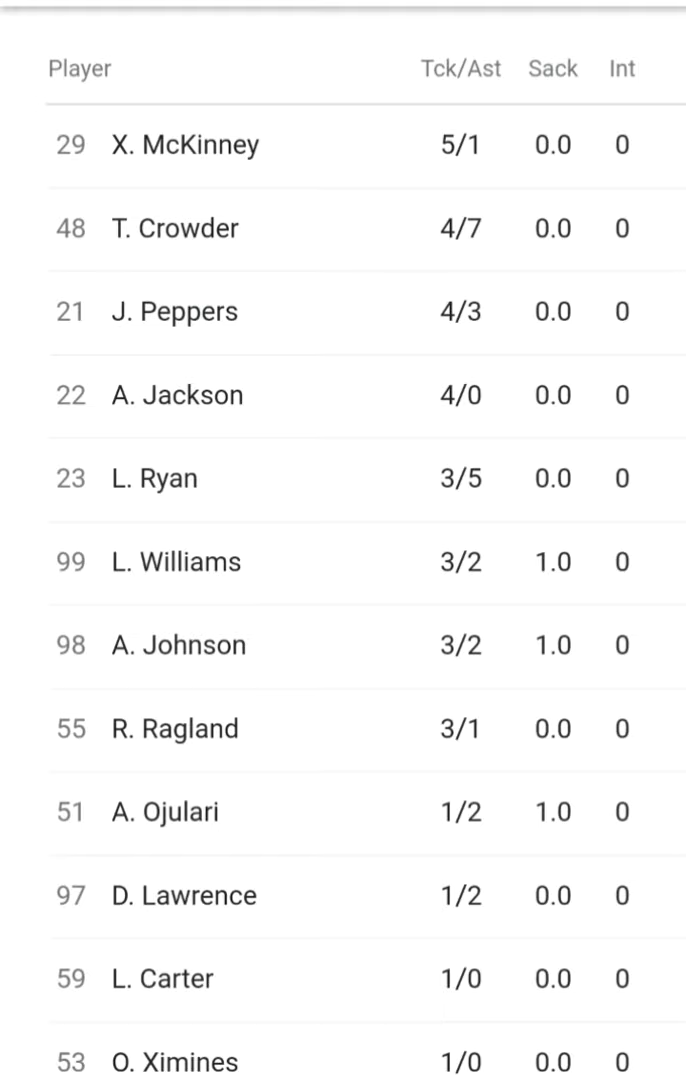 Player Tck/Ast Sack Int
29 X. McKinney 5/1 0.0 0
48 T. Crowder 4/7 0.0 0
21 J. Peppers 4/3 0.0 0
22 A. Jackson 4/0 0.0 0
23 L. Ryan 3/5 0.0 0
99 L. Williams 3/2 1.0 0
98 A. Johnson 3/2 1.0 0
55 R. Ragland 3/1 0.0 0
51 A. Ojulari 1/2 1.0 0
97 D. Lawrence 1/2 0.0 0
59 L. Carter 1/0 0.0 0
53 O. Ximines 1/0 0.0 0